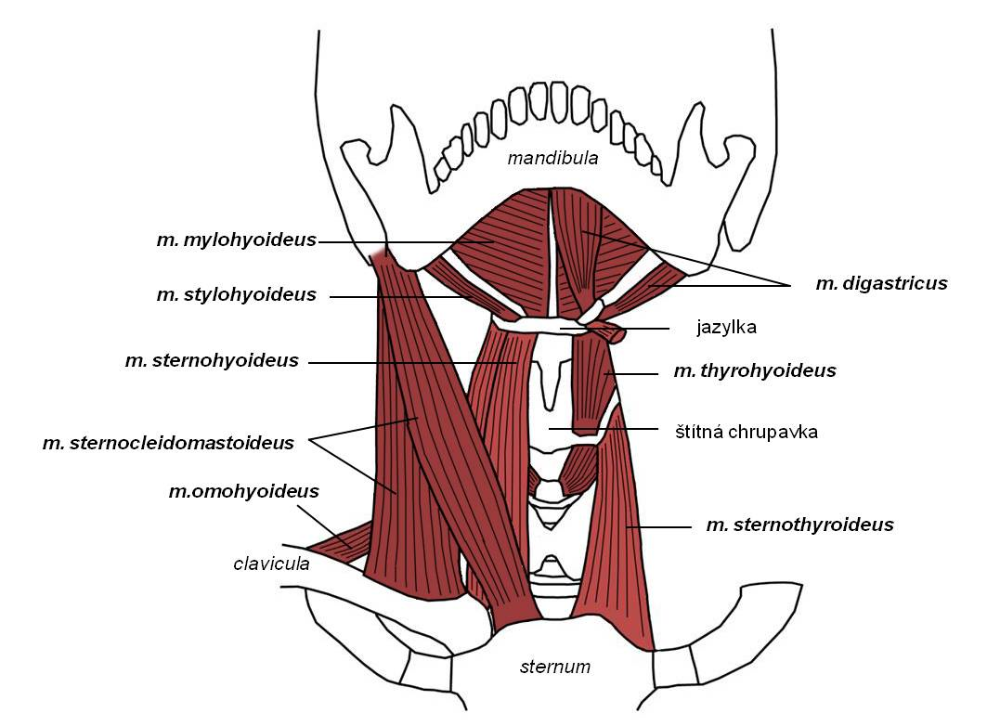 mandibula
m. mylohyoideus
m. digastricus
m. stylohyoideus
jazylka
m. sternohyoideus
m. thyrohyoideus
štítná chrupavka
m. sternocleidomastoideus
m.omohyoideus
m. sternothyroideus
clavicula
sternum